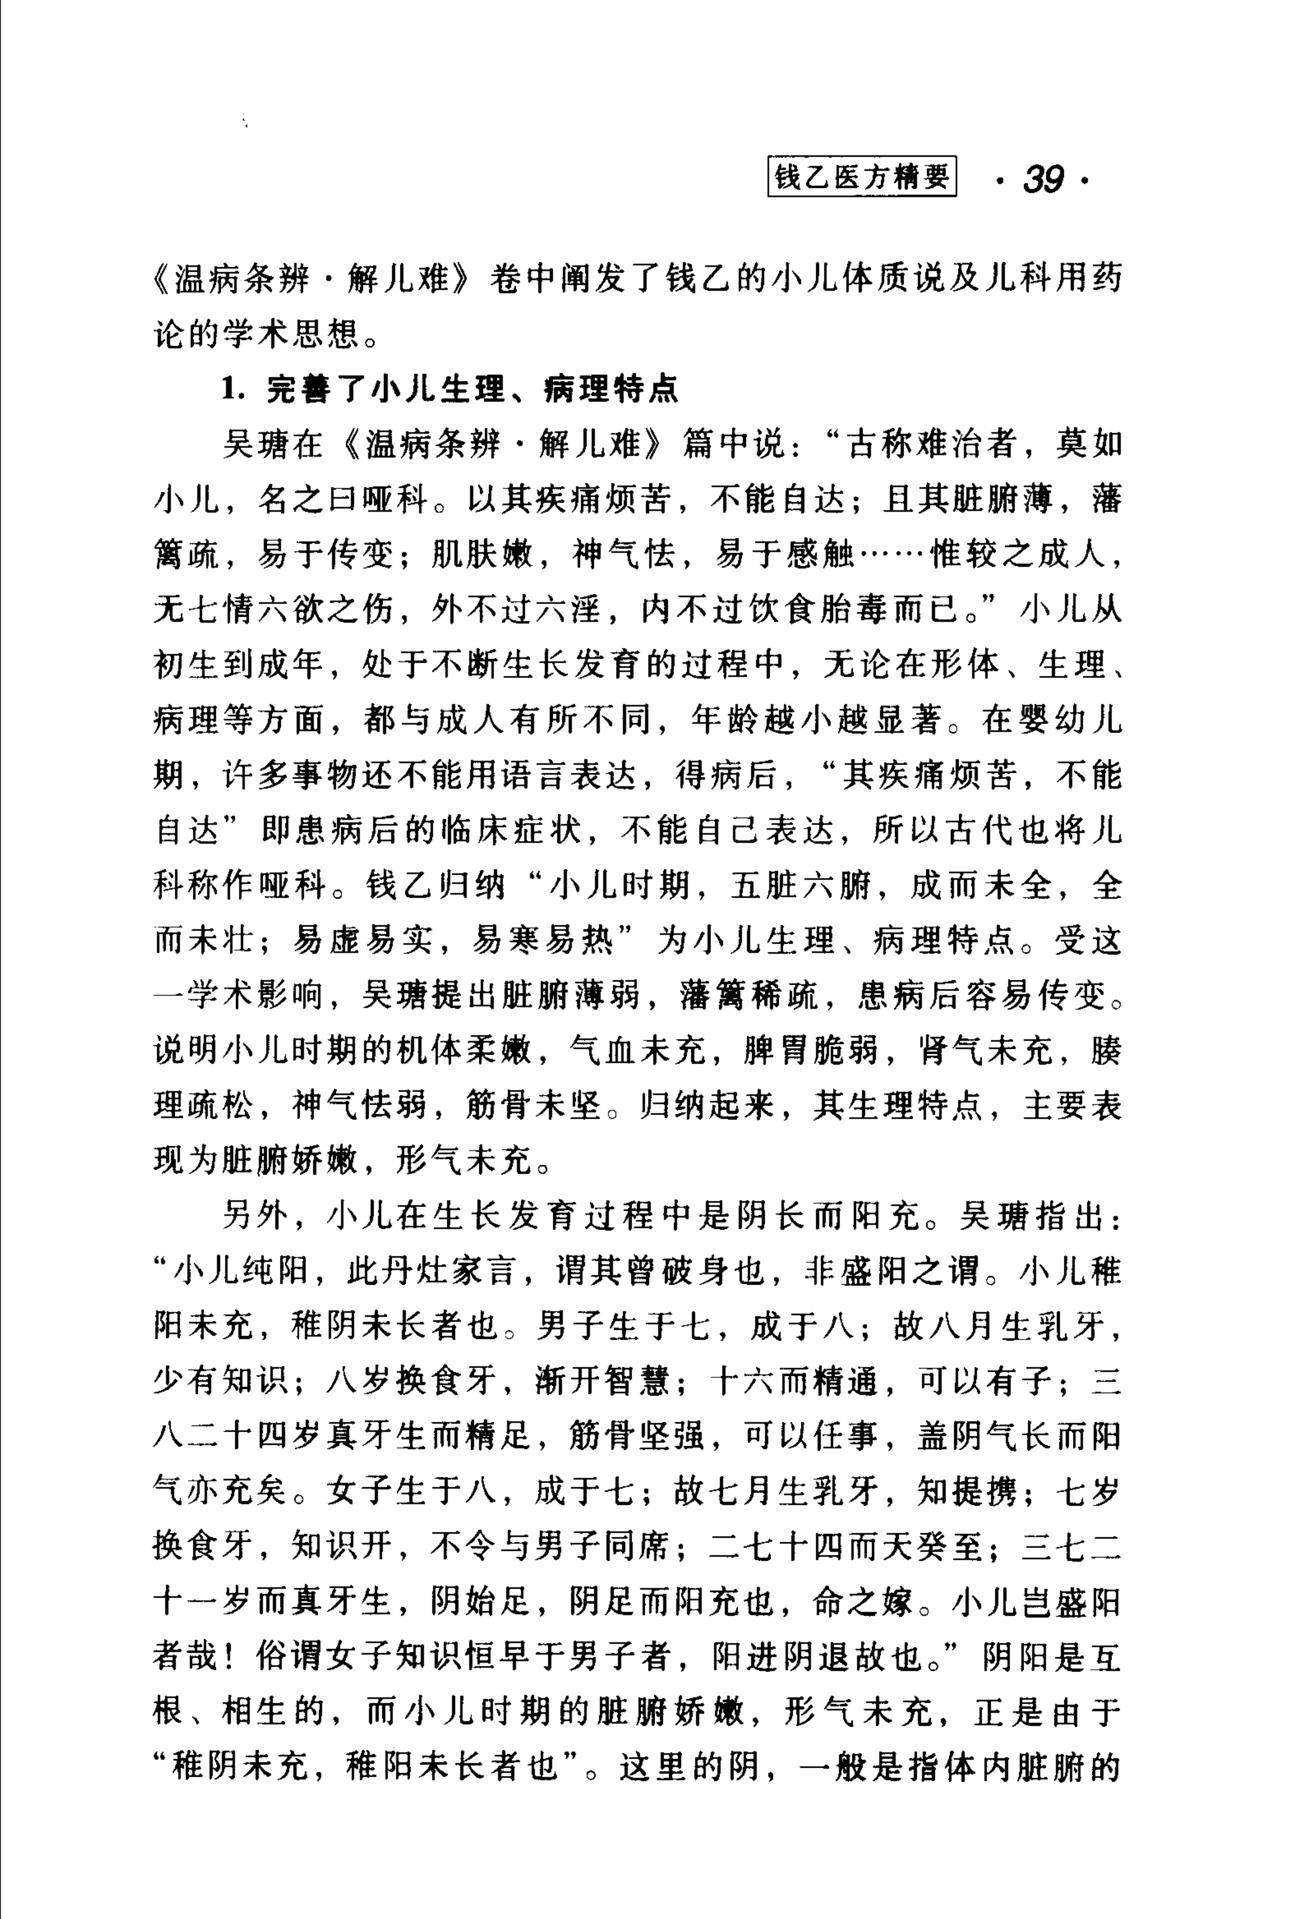 钱乙医方精要 · 39 ·
《温病条辨·解儿难》卷中阐发了钱乙的小儿体质说及儿科用药
论的学术思想。
1. 完善了小儿生理、病理特点
吴瑭在《温病条辨·解儿难》篇中说：“古称难治者，莫如
小儿，名之曰哑科。以其疾痛烦苦，不能自达；且其脏腑薄，藩
篱疏，易于传变；肌肤嫩，神气怯，易于感触……惟较之成人，
无七情六欲之伤，外不过六淫，内不过饮食胎毒而已。”小儿从
初生到成年，处于不断生长发育的过程中，无论在形体、生理、
病理等方面，都与成人有所不同，年龄越小越显著。在婴幼儿
期，许多事物还不能用语言表达，得病后，“其疾痛烦苦，不能
自达”即患病后的临床症状，不能自己表达，所以古代也将儿
科称作哑科。钱乙归纳“小儿时期，五脏六腑，成而未全，全
而未壮；易虚易实，易寒易热”为小儿生理、病理特点。受这
一学术影响，吴瑭提出脏腑薄弱，藩篱稀疏，患病后容易传变。
说明小儿时期的机体柔嫩，气血未充，脾胃脆弱，肾气未充，腠
理疏松，神气怯弱，筋骨未坚。归纳起来，其生理特点，主要表
现为脏腑娇嫩，形气未充。
另外，小儿在生长发育过程中是阴长而阳充。吴瑭指出：
“小儿纯阳，此丹灶家言，谓其曾破身也，非盛阳之谓。小儿稚
阳未充，稚阴未长者也。男子生于七，成于八；故八月生乳牙，
少有知识；八岁换食牙，渐开智慧；十六而精通，可以有子；三
八二十四岁真牙生而精足，筋骨坚强，可以任事，盖阴气长而阳
气亦充矣。女子生于八，成于七；故七月生乳牙，知提携；七岁
换食牙，知识开，不令与男子同席；二七十四而天癸至；三七二
十一岁而真牙生，阴始足，阴足而阳充也，命之嫁。小儿岂盛阳
者哉！俗谓女子知识恒早于男子者，阳进阴退故也。”阴阳是互
根、相生的，而小儿时期的脏腑娇嫩，形气未充，正是由于
“稚阴未充，稚阳未长者也”。这里的阴，一般是指体内脏腑的